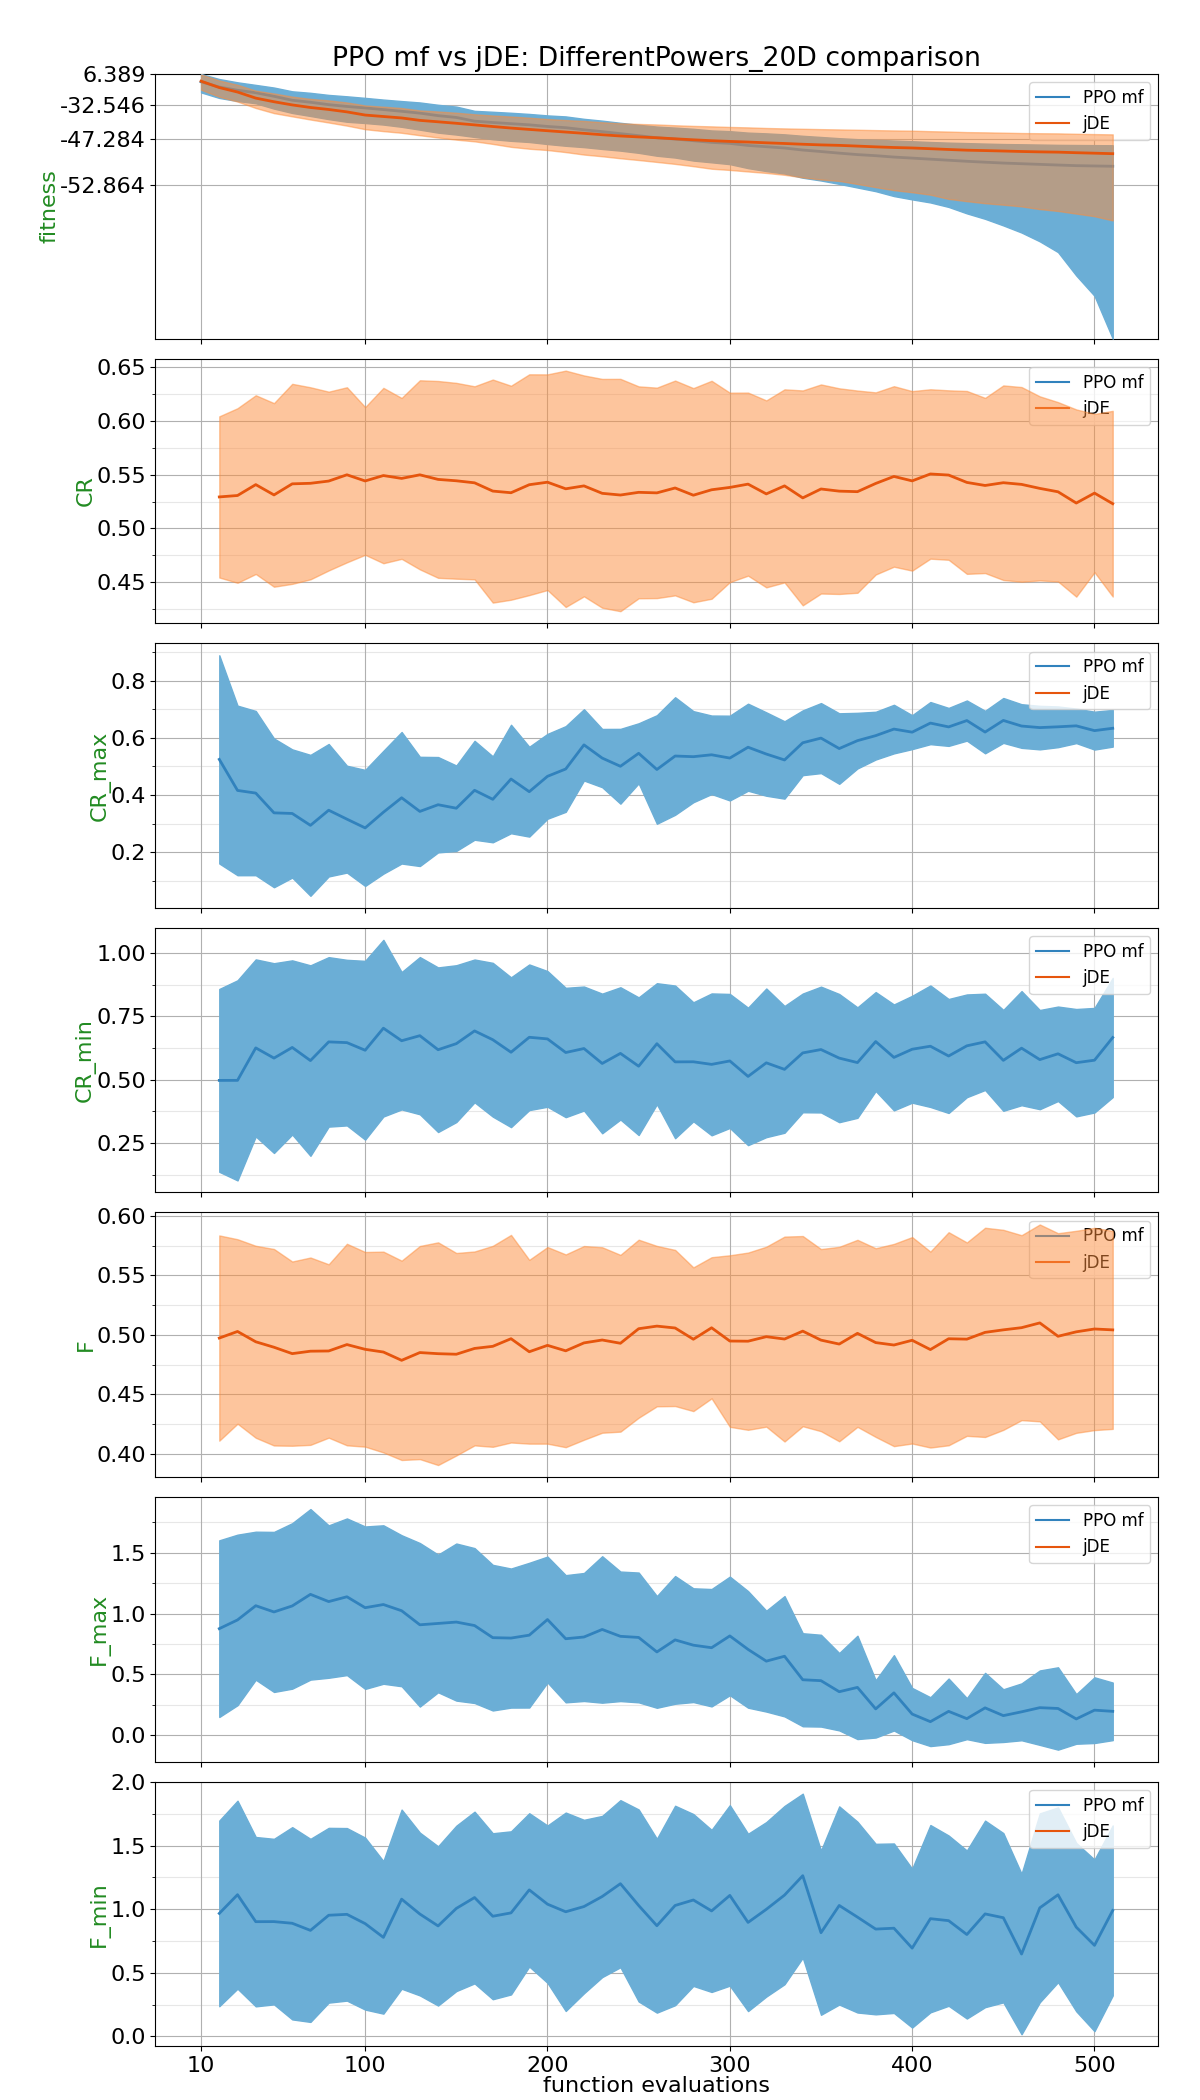 PPO mf vs jDE: DifferentPowers_20D comparison
6.389
-32.546
-47.284
-52.864
fitness
PPO mf
jDE
0.65
0.60
0.55
0.50
0.45
CR
PPO mf
jDE
0.8
0.6
0.4
0.2
CR_max
PPO mf
jDE
1.00
0.75
0.50
0.25
CR_min
PPO mf
jDE
0.60
0.55
0.50
0.45
0.40
F
PPO mf
jDE
1.5
1.0
0.5
0.0
F_max
PPO mf
jDE
2.0
1.5
1.0
0.5
0.0
F_min
PPO mf
jDE
10 100 200 300 400 500
function evaluations